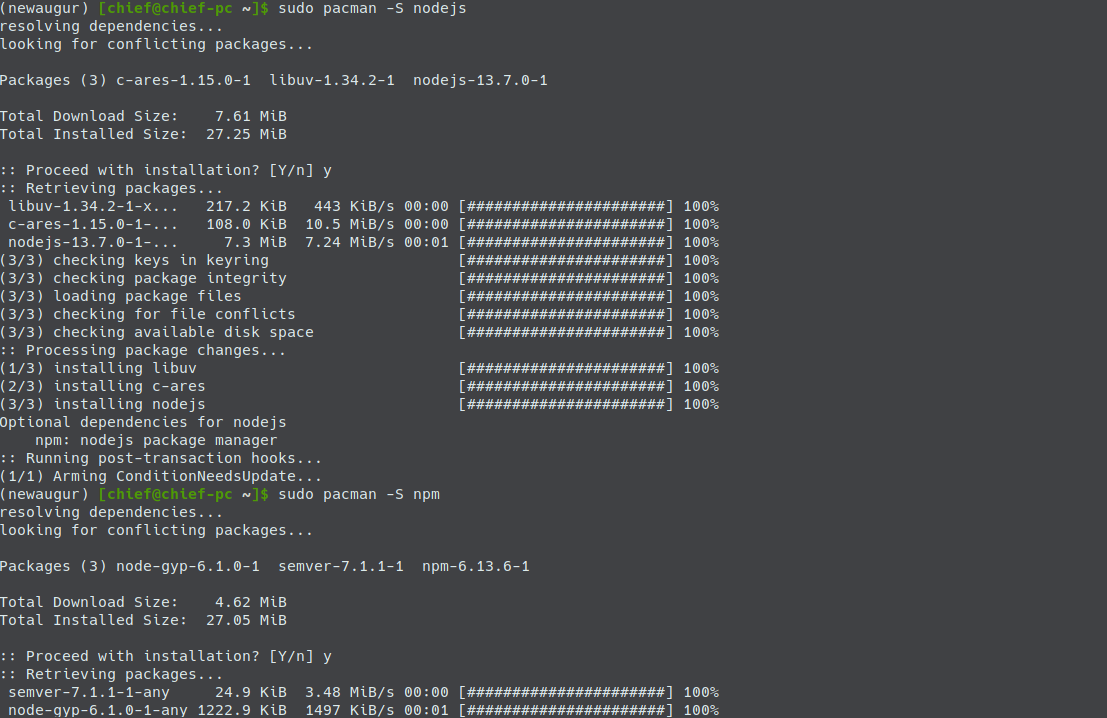 (newaugur) [chief@chief-pc ~]$ sudo pacman -S nodejs
resolving dependencies...
looking for conflicting packages...

Packages (3) c-ares-1.15.0-1  libuv-1.34.2-1  nodejs-13.7.0-1

Total Download Size:    7.61 MiB
Total Installed Size:  27.25 MiB

:: Proceed with installation? [Y/n] y
:: Retrieving packages...
 libuv-1.34.2-1-x...   217.2 KiB   443 KiB/s 00:00 [######################] 100%
 c-ares-1.15.0-1-...   108.0 KiB  10.5 MiB/s 00:00 [######################] 100%
 nodejs-13.7.0-1-...     7.3 MiB  7.24 MiB/s 00:01 [######################] 100%
(3/3) checking keys in keyring                     [######################] 100%
(3/3) checking package integrity                   [######################] 100%
(3/3) loading package files                        [######################] 100%
(3/3) checking for file conflicts                  [######################] 100%
(3/3) checking available disk space                [######################] 100%
:: Processing package changes...
(1/3) installing libuv                             [######################] 100%
(2/3) installing c-ares                            [######################] 100%
(3/3) installing nodejs                            [######################] 100%
Optional dependencies for nodejs
    npm: nodejs package manager
:: Running post-transaction hooks...
(1/1) Arming ConditionNeedsUpdate...
(newaugur) [chief@chief-pc ~]$ sudo pacman -S npm
resolving dependencies...
looking for conflicting packages...

Packages (3) node-gyp-6.1.0-1  semver-7.1.1-1  npm-6.13.6-1

Total Download Size:    4.62 MiB
Total Installed Size:  27.05 MiB

:: Proceed with installation? [Y/n] y
:: Retrieving packages...
 semver-7.1.1-1-any     24.9 KiB  3.48 MiB/s 00:00 [######################] 100%
 node-gyp-6.1.0-1-any 1222.9 KiB  1497 KiB/s 00:01 [######################] 100%